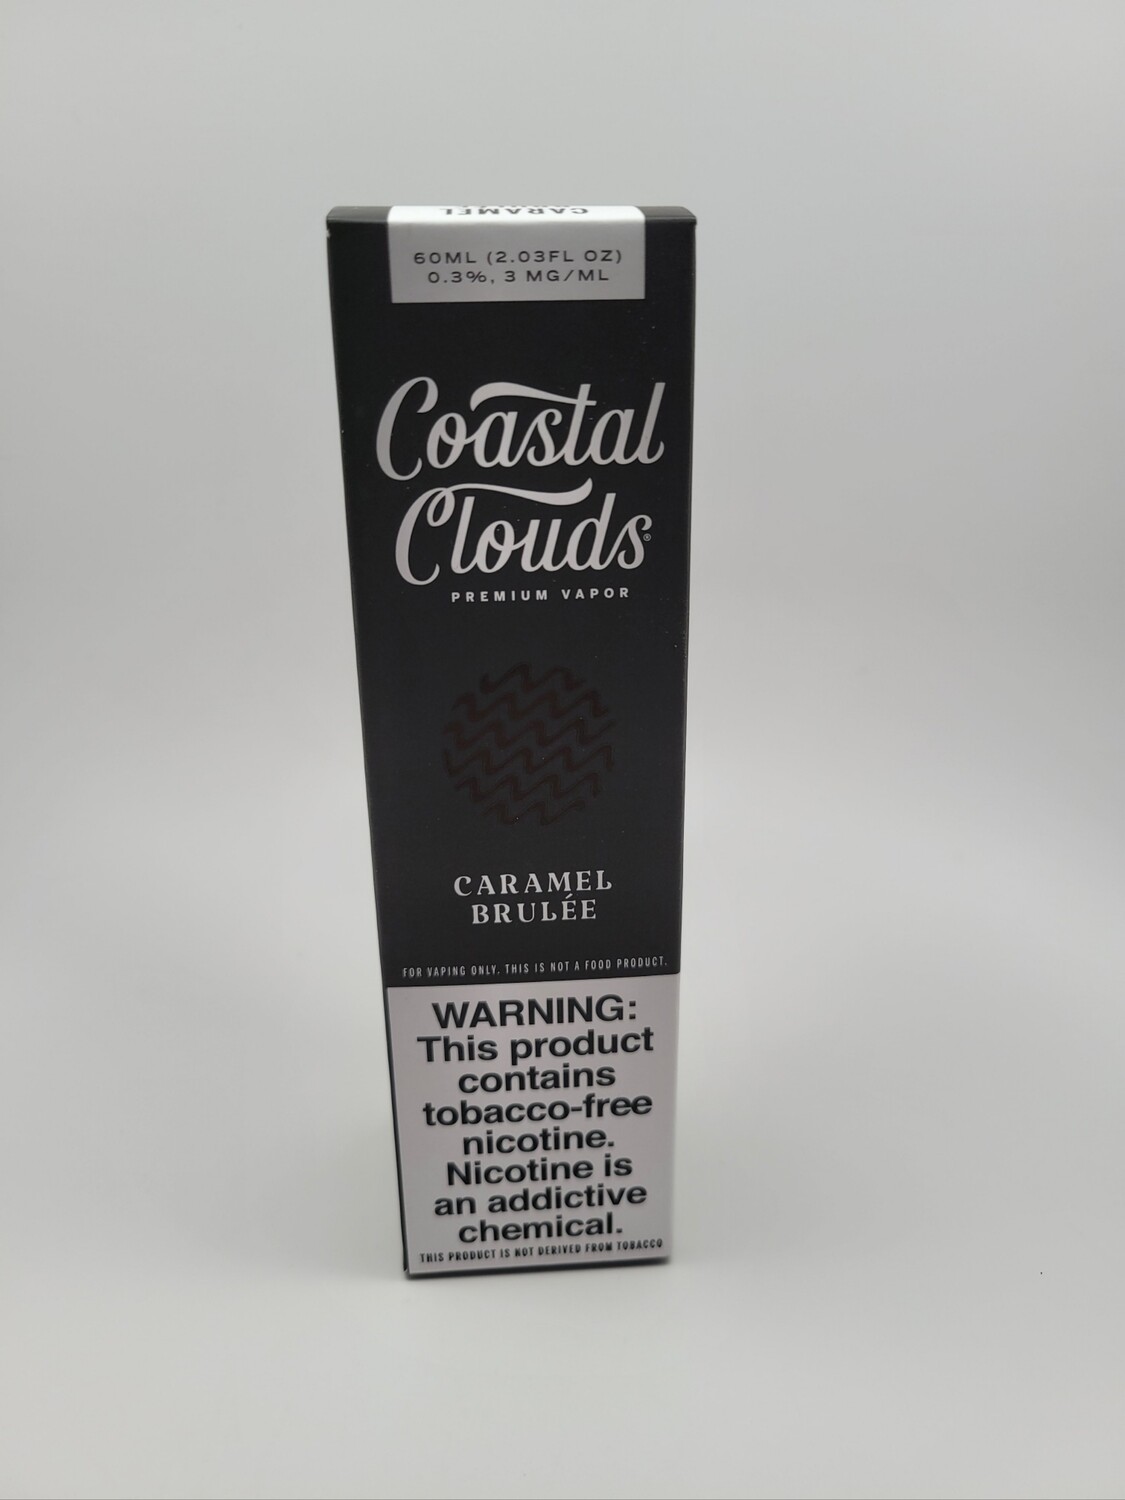 CARAMEL
60ML (2.03FL OZ)
0.3%, 3 MG/ML
Coastal
Clouds®
PREMIUM VAPOR
CARAMEL
BRULÉE
FOR VAPING ONLY. THIS IS NOT A FOOD PRODUCT.
WARNING:
This product
contains
tobacco-free
nicotine.
Nicotine is
an addictive
chemical.
THIS PRODUCT IS NOT DERIVED FROM TOBACCO